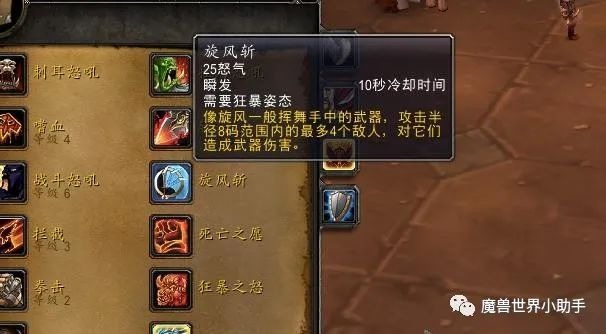 旋风斩
25怒气
瞬发 10秒冷却时间
需要狂暴姿态
像旋风一般挥舞手中的武器，攻击半
径8码范围内的最多4个敌人，对它们
造成武器伤害。
刺耳怒吼
嗜血
等级 4
战斗怒吼 旋风斩
等级 6
拦截 死亡之愿
等级 3
拳击 狂暴之怒
等级 2
魔兽世界小助手